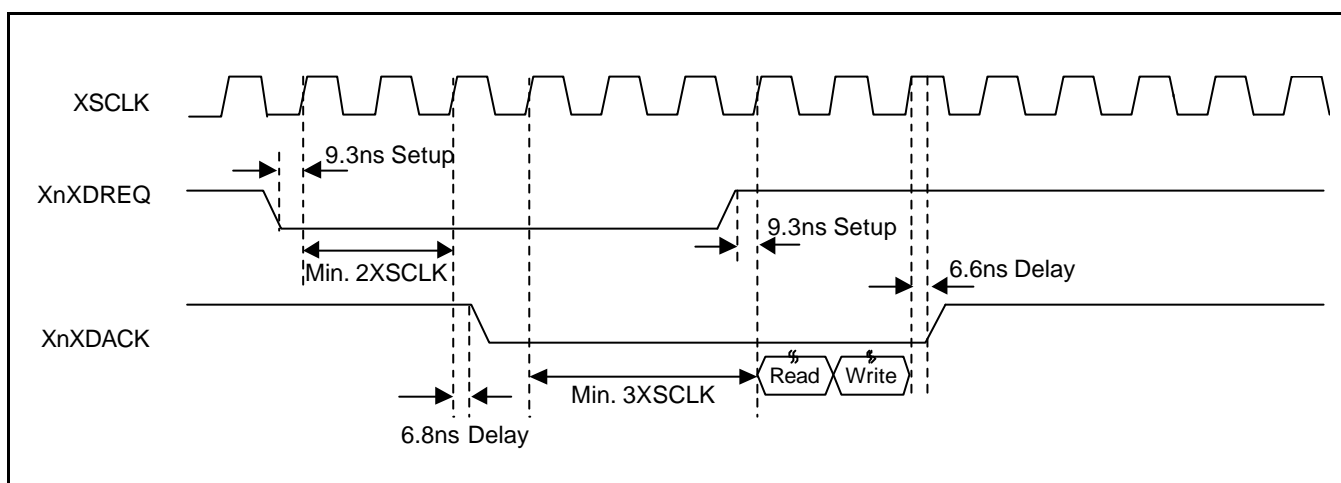 XSCLK
9.3ns Setup
XnXDREQ
9.3ns Setup
Min. 2XSCLK
6.6ns Delay
XnXDACK
Read
Write
Min. 3XSCLK
6.8ns Delay